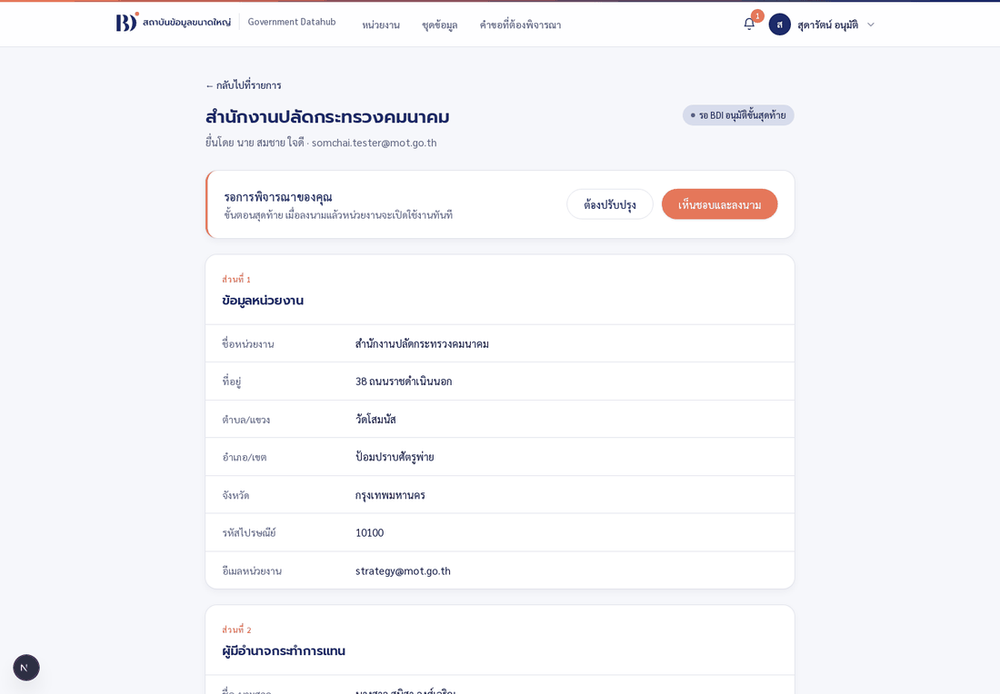 BD สถาบันข้อมูลขนาดใหญ่ Government Datahub หน่วยงาน ชุดข้อมูล คำขอที่ต้องพิจารณา 1 ส สุดารัตน์ อนุมัติ
← กลับไปที่รายการ
สำนักงานปลัดกระทรวงคมนาคม
รอ BDI อนุมัติขั้นสุดท้าย
ยื่นโดย นาย สมชาย ใจดี · somchai.tester@mot.go.th
รอการพิจารณาของคุณ
ขั้นตอนสุดท้าย เมื่อลงนามแล้วหน่วยงานจะเปิดใช้งานทันที
ต้องปรับปรุง เห็นชอบและลงนาม
ส่วนที่ 1
ข้อมูลหน่วยงาน
ชื่อหน่วยงาน สำนักงานปลัดกระทรวงคมนาคม
ที่อยู่ 38 ถนนราชดำเนินนอก
ตำบล/แขวง วัดโสมนัส
อำเภอ/เขต ป้อมปราบศัตรูพ่าย
จังหวัด กรุงเทพมหานคร
รหัสไปรษณีย์ 10100
อีเมลหน่วยงาน strategy@mot.go.th
ส่วนที่ 2
ผู้มีอำนาจกระทำการแทน
N